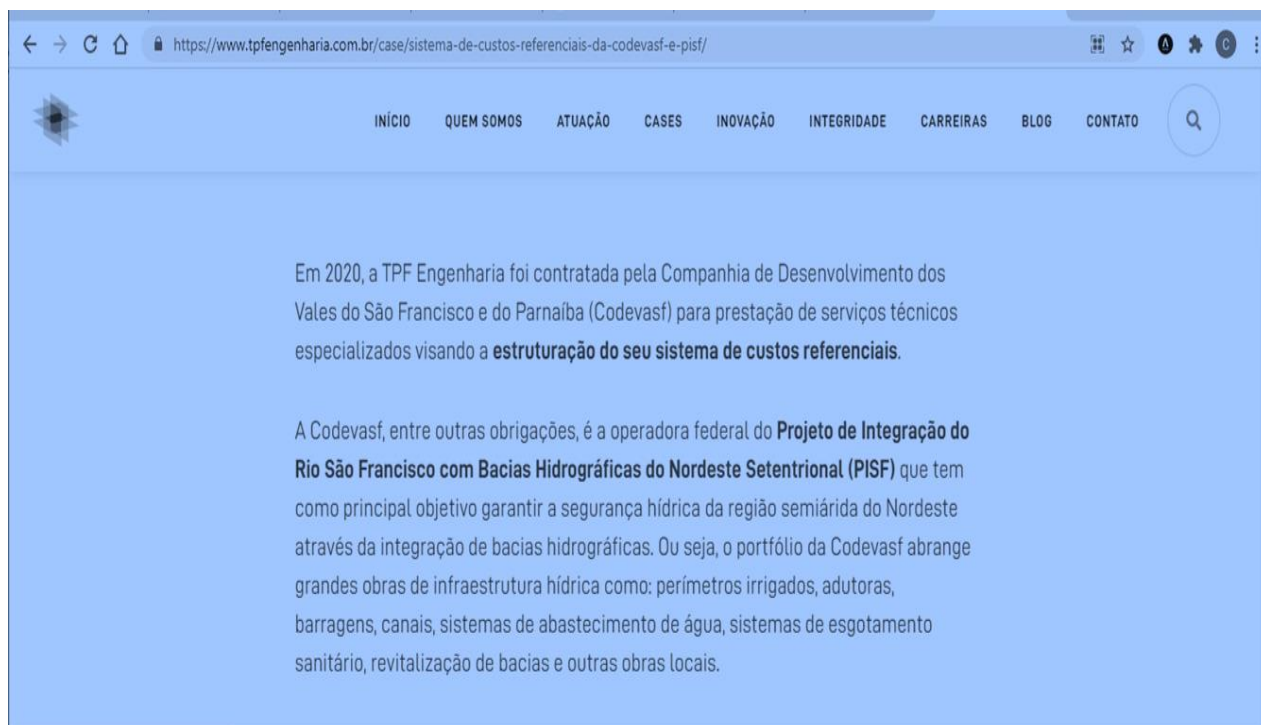 https://www.tpfengenharia.com.br/case/sistema-de-custos-referenciais-da-codevasf-e-pisf/
C
INÍCIO QUEM SOMOS ATUAÇÃO CASES INOVAÇÃO INTEGRIDADE CARREIRAS BLOG CONTATO
Em 2020, a TPF Engenharia foi contratada pela Companhia de Desenvolvimento dos
Vales do São Francisco e do Parnaíba (Codevasf) para prestação de serviços técnicos
especializados visando a estruturação do seu sistema de custos referenciais.
A Codevasf, entre outras obrigações, é a operadora federal do Projeto de Integração do
Rio São Francisco com Bacias Hidrográficas do Nordeste Setentrional (PISF) que tem
como principal objetivo garantir a segurança hídrica da região semiárida do Nordeste
através da integração de bacias hidrográficas. Ou seja, o portfólio da Codevasf abrange
grandes obras de infraestrutura hídrica como: perímetros irrigados, adutoras,
barragens, canais, sistemas de abastecimento de água, sistemas de esgotamento
sanitário, revitalização de bacias e outras obras locais.